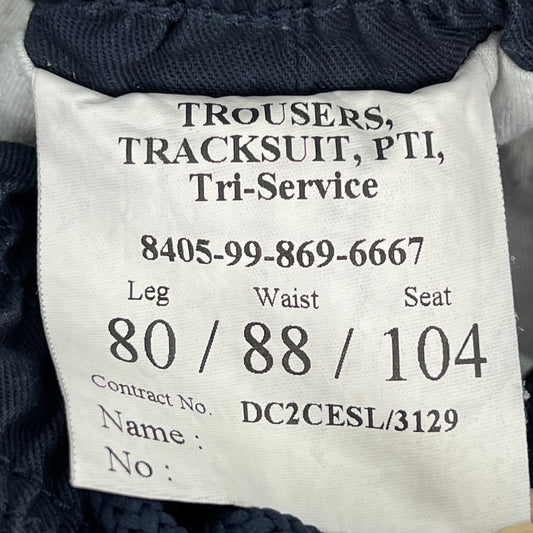 TROUSERS,
TRACKSUIT, PTI,
Tri-Service
8405-99-869-6667
Leg Waist Seat
80 / 88 / 104
Contract No. DC2CESL/3129
Name :
No :